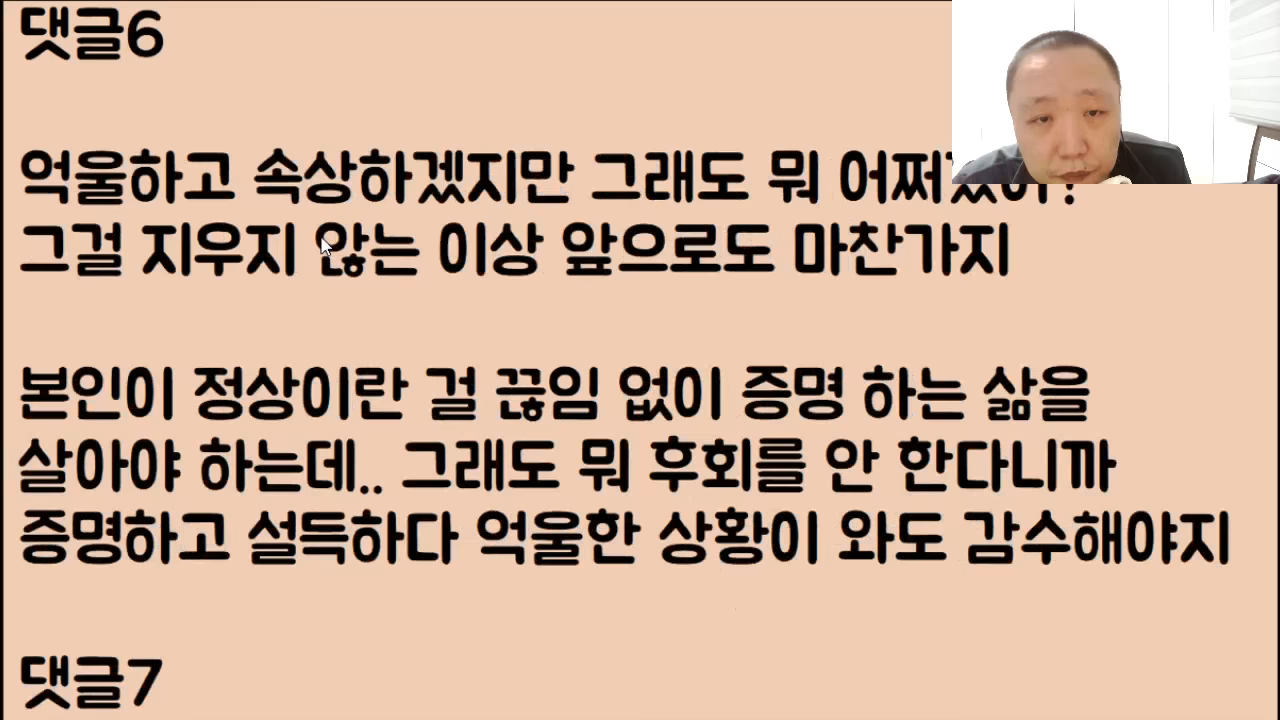 댓글6
억울하고 속상하겠지만 그래도 뭐
그걸 지우지 않는 이상 앞으로도 마찬가지
본인이 정상이란 걸 끊임 없이 증명 하는 삶을
살아야 하는데.. 그래도 뭐 후회를 안 한다니까
증명하고 설득하다 억울한 상황이 와도 감수해야지
댓글7